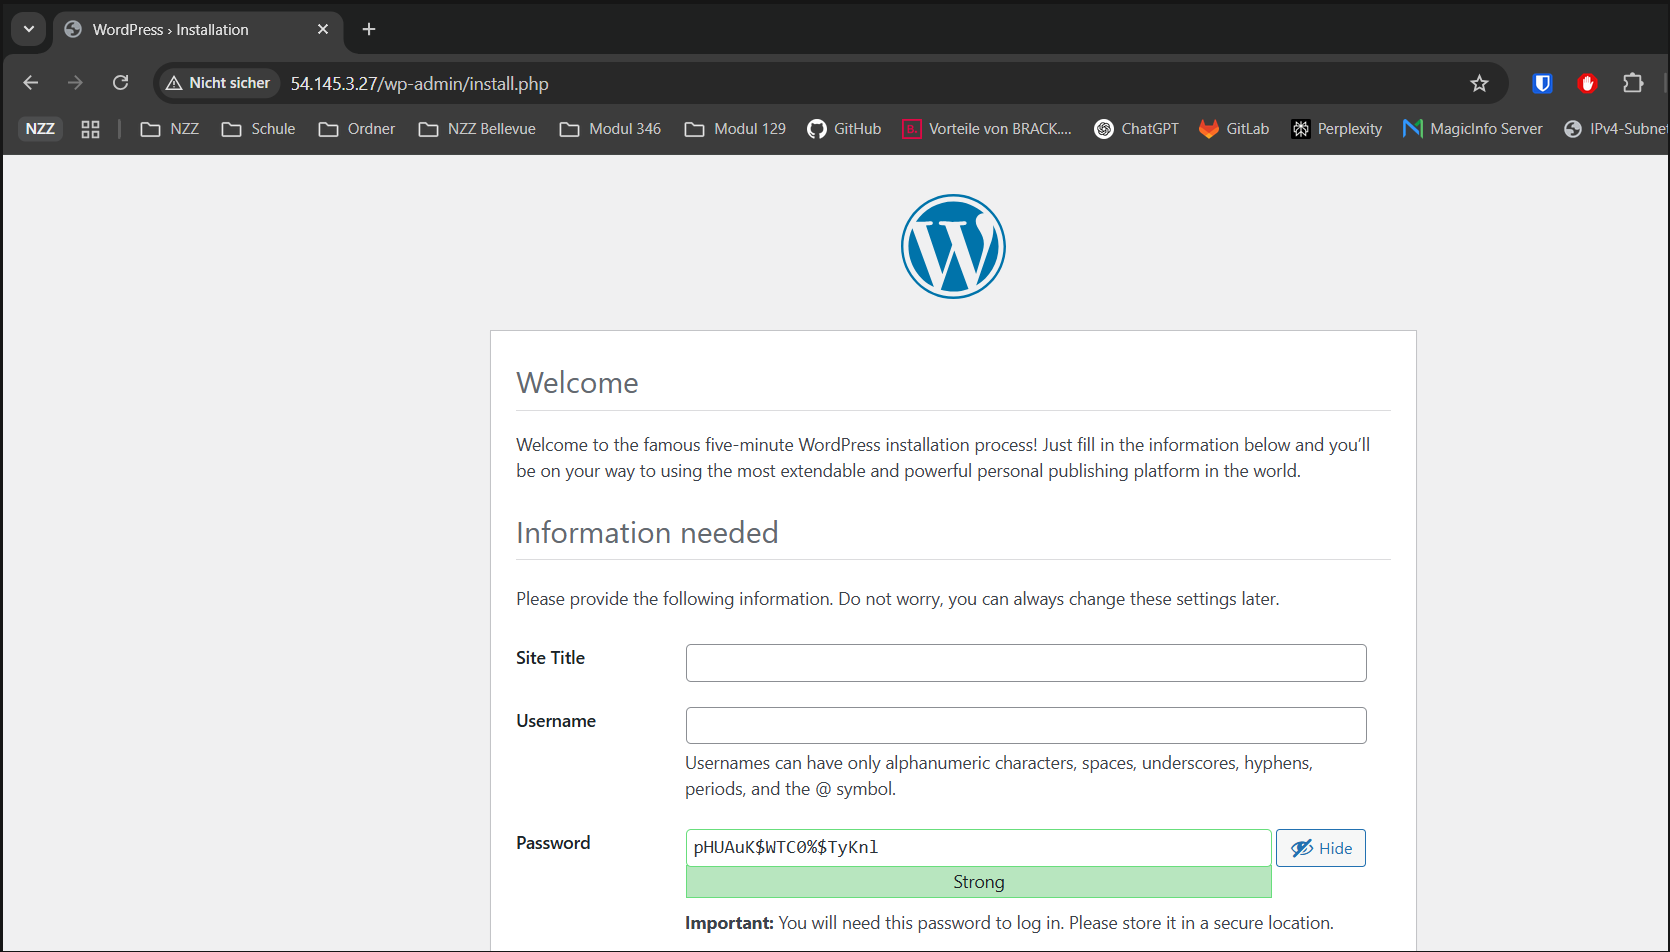 WordPress › Installation
Nicht sicher 54.145.3.27/wp-admin/install.php
NZZ NZZ Schule Ordner NZZ Bellevue Modul 346 Modul 129 GitHub B. Vorteile von BRACK.... ChatGPT GitLab Perplexity MagicInfo Server IPv4-Subne
Welcome
Welcome to the famous five-minute WordPress installation process! Just fill in the information below and you’ll
be on your way to using the most extendable and powerful personal publishing platform in the world.
Information needed
Please provide the following information. Do not worry, you can always change these settings later.
Site Title
Username
Usernames can have only alphanumeric characters, spaces, underscores, hyphens,
periods, and the @ symbol.
Password pHUAuK$WTC0%$TyKnl Hide
Strong
Important: You will need this password to log in. Please store it in a secure location.